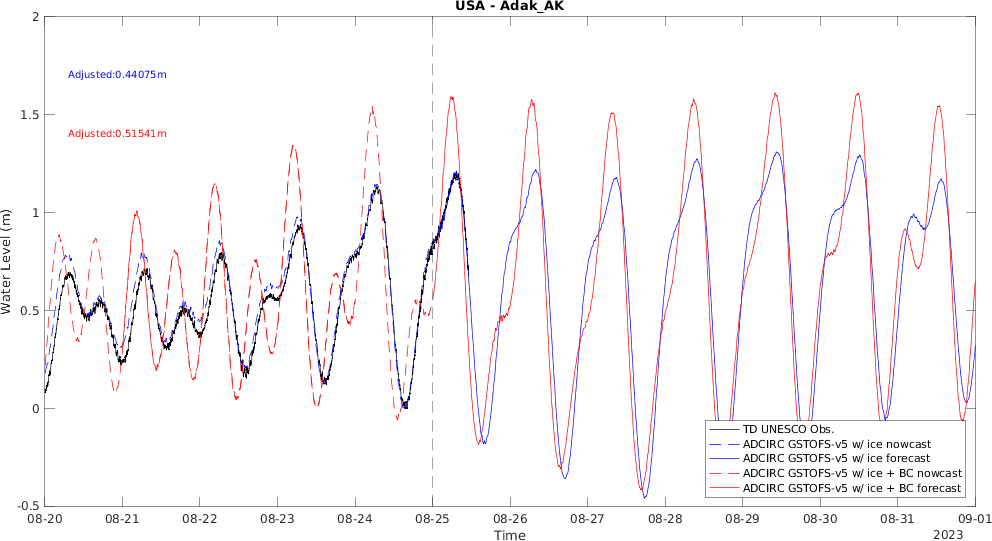 USA - Adak_AK
2
1.5
1
0.5
0
-0.5
Water Level (m)
Adjusted:0.44075m
Adjusted:0.51541m
TD UNESCO Obs.
ADCIRC GSTOFS-v5 w/ ice nowcast
ADCIRC GSTOFS-v5 w/ ice forecast
ADCIRC GSTOFS-v5 w/ ice + BC nowcast
ADCIRC GSTOFS-v5 w/ ice + BC forecast
08-20 08-21 08-22 08-23 08-24 08-25 08-26 08-27 08-28 08-29 08-30 08-31 09-01
Time
2023